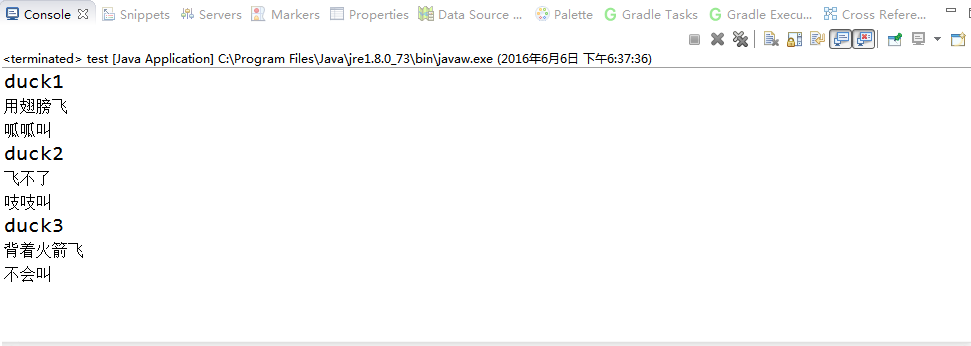 Console Snippets Servers Markers Properties Data Source ... Palette Gradle Tasks Gradle Execu... Cross Refere...
<terminated> test [Java Application] C:\Program Files\Java\jre1.8.0_73\bin\javaw.exe (2016年6月6日 下午6:37:36)
duck1
用翅膀飞
呱呱叫
duck2
飞不了
吱吱叫
duck3
背着火箭飞
不会叫